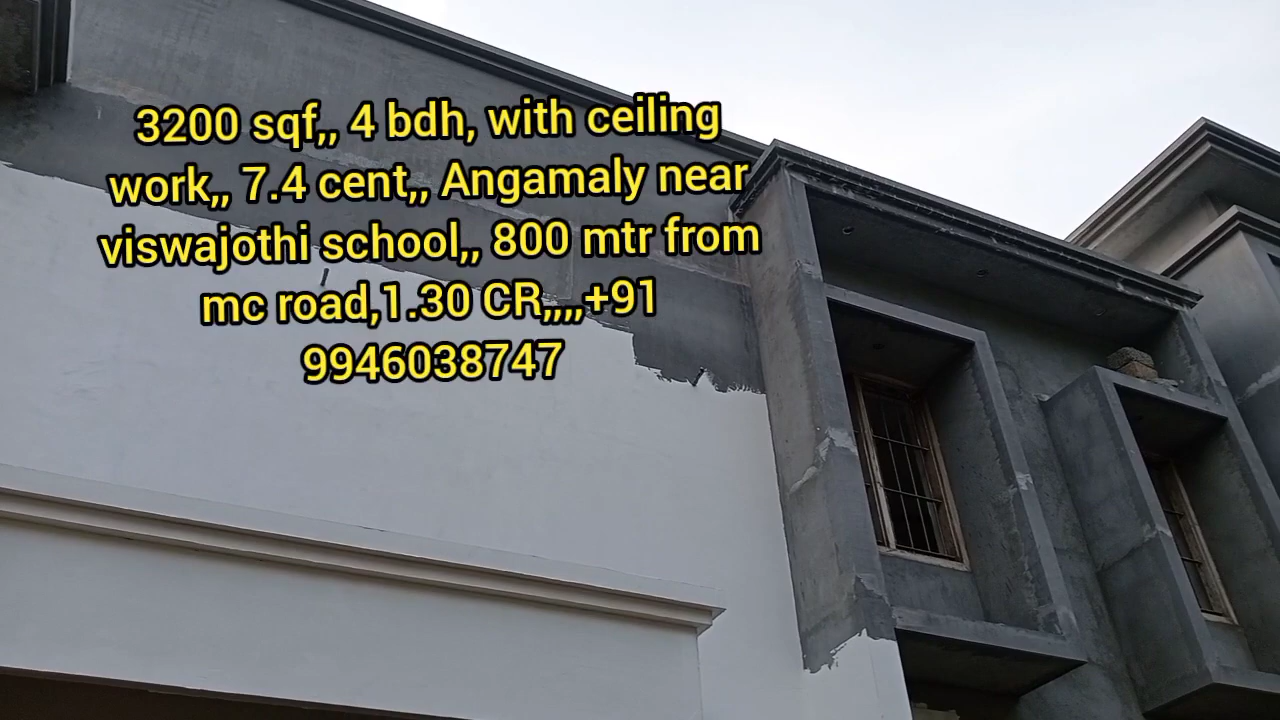 3200 sqf,, 4 bdh, with ceiling
work,, 7.4 cent,, Angamaly near
viswajothi school,, 800 mtr from
mc road,1.30 CR,,,,+91
9946038747